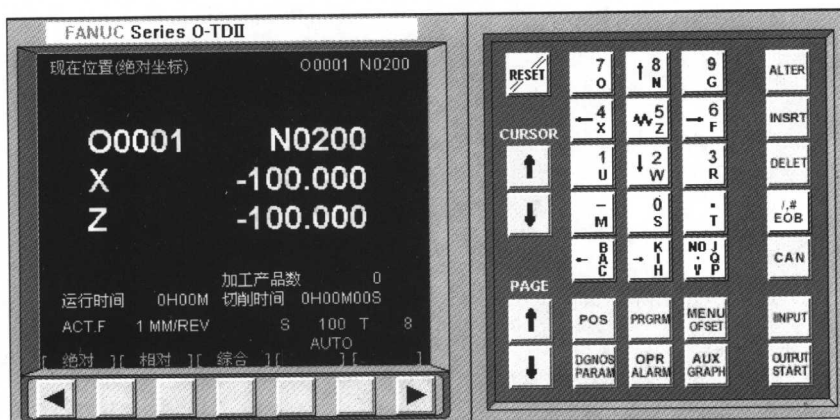 FANUC Series O-TDII
现在位置(绝对坐标) O0001 N0200
O0001 N0200
X -100.000
Z -100.000
加工产品数 0
运行时间 0H00M 切削时间 0H00M00S
ACT.F 1 MM/REV S 100 T 8
AUTO
[ 绝对 ][ 相对 ][ 综合 ][ ][ ]
RESET
7 O
↑ 8 N
9 G
ALTER
← 4 X
5 Z
→ 6 F
INSRT
CURSOR
1 U
↓ 2 W
3 R
DELET
- M
0 S
. T
/,# EOB
← B A C
→ K I H
NO. J Q V P
CAN
PAGE
POS
PRGRM
MENU OFSET
INPUT
DGNOS PARAM
OPR ALARM
AUX GRAPH
OUTPUT START